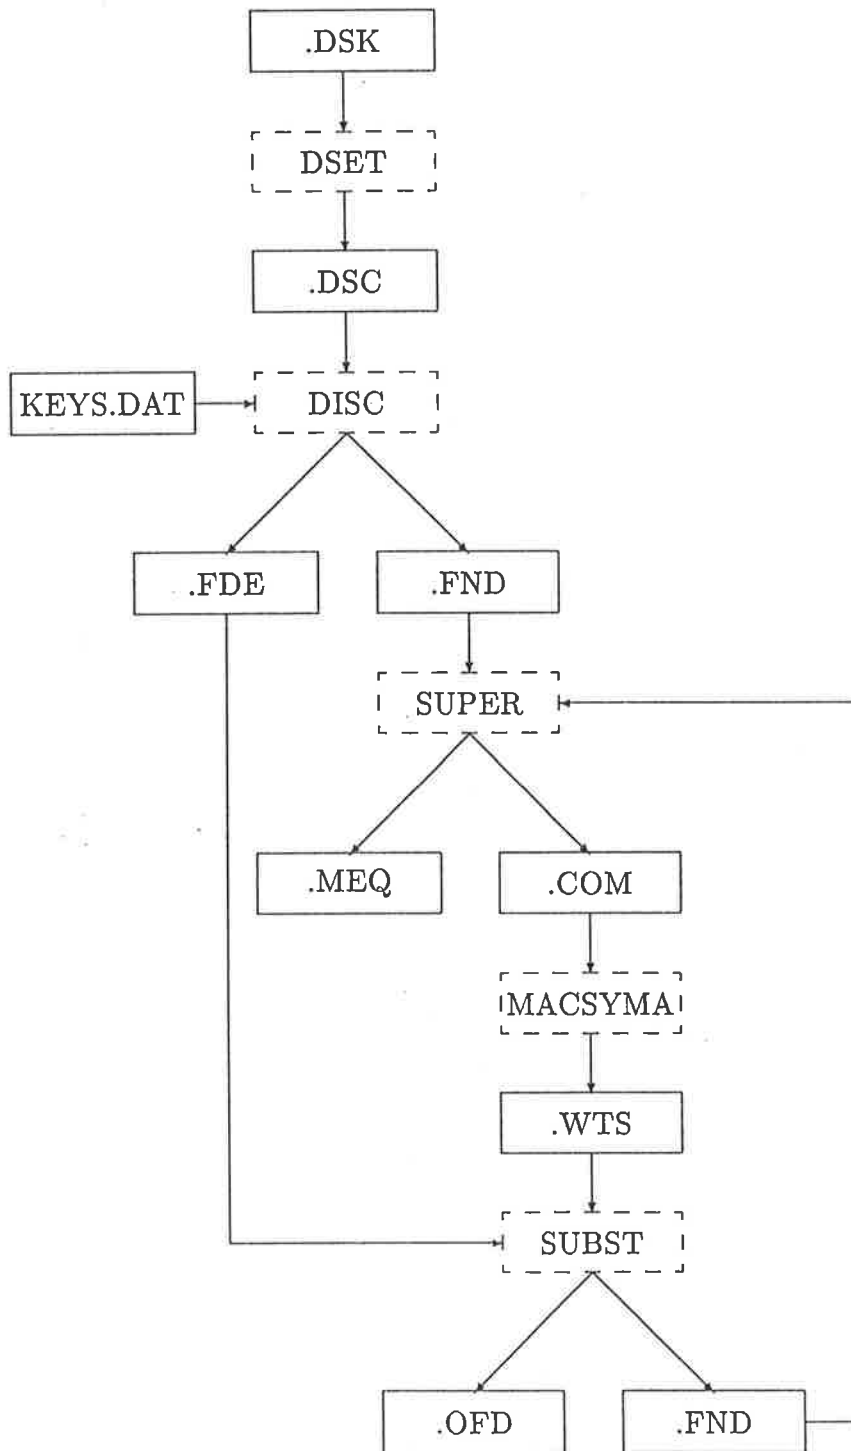 .DSK
DSET
.DSC
KEYS.DAT
DISC
.FDE
.FND
SUPER
.MEQ
.COM
MACSYMA
.WTS
SUBST
.OFD
.FND